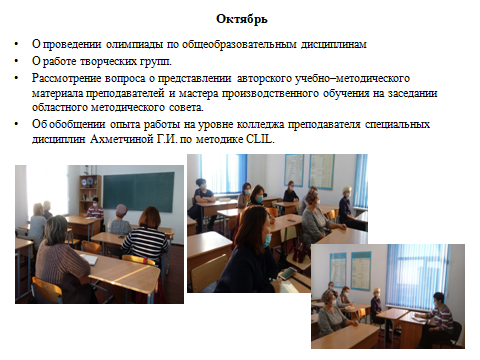 Октябрь
• О проведении олимпиады по общеобразовательным дисциплинам
• О работе творческих групп.
• Рассмотрение вопроса о представлении авторского учебно–методического
материала преподавателей и мастера производственного обучения на заседании
областного методического совета.
• Об обобщении опыта работы на уровне колледжа преподавателя специальных
дисциплин Ахметчиной Г.И. по методике CLIL.